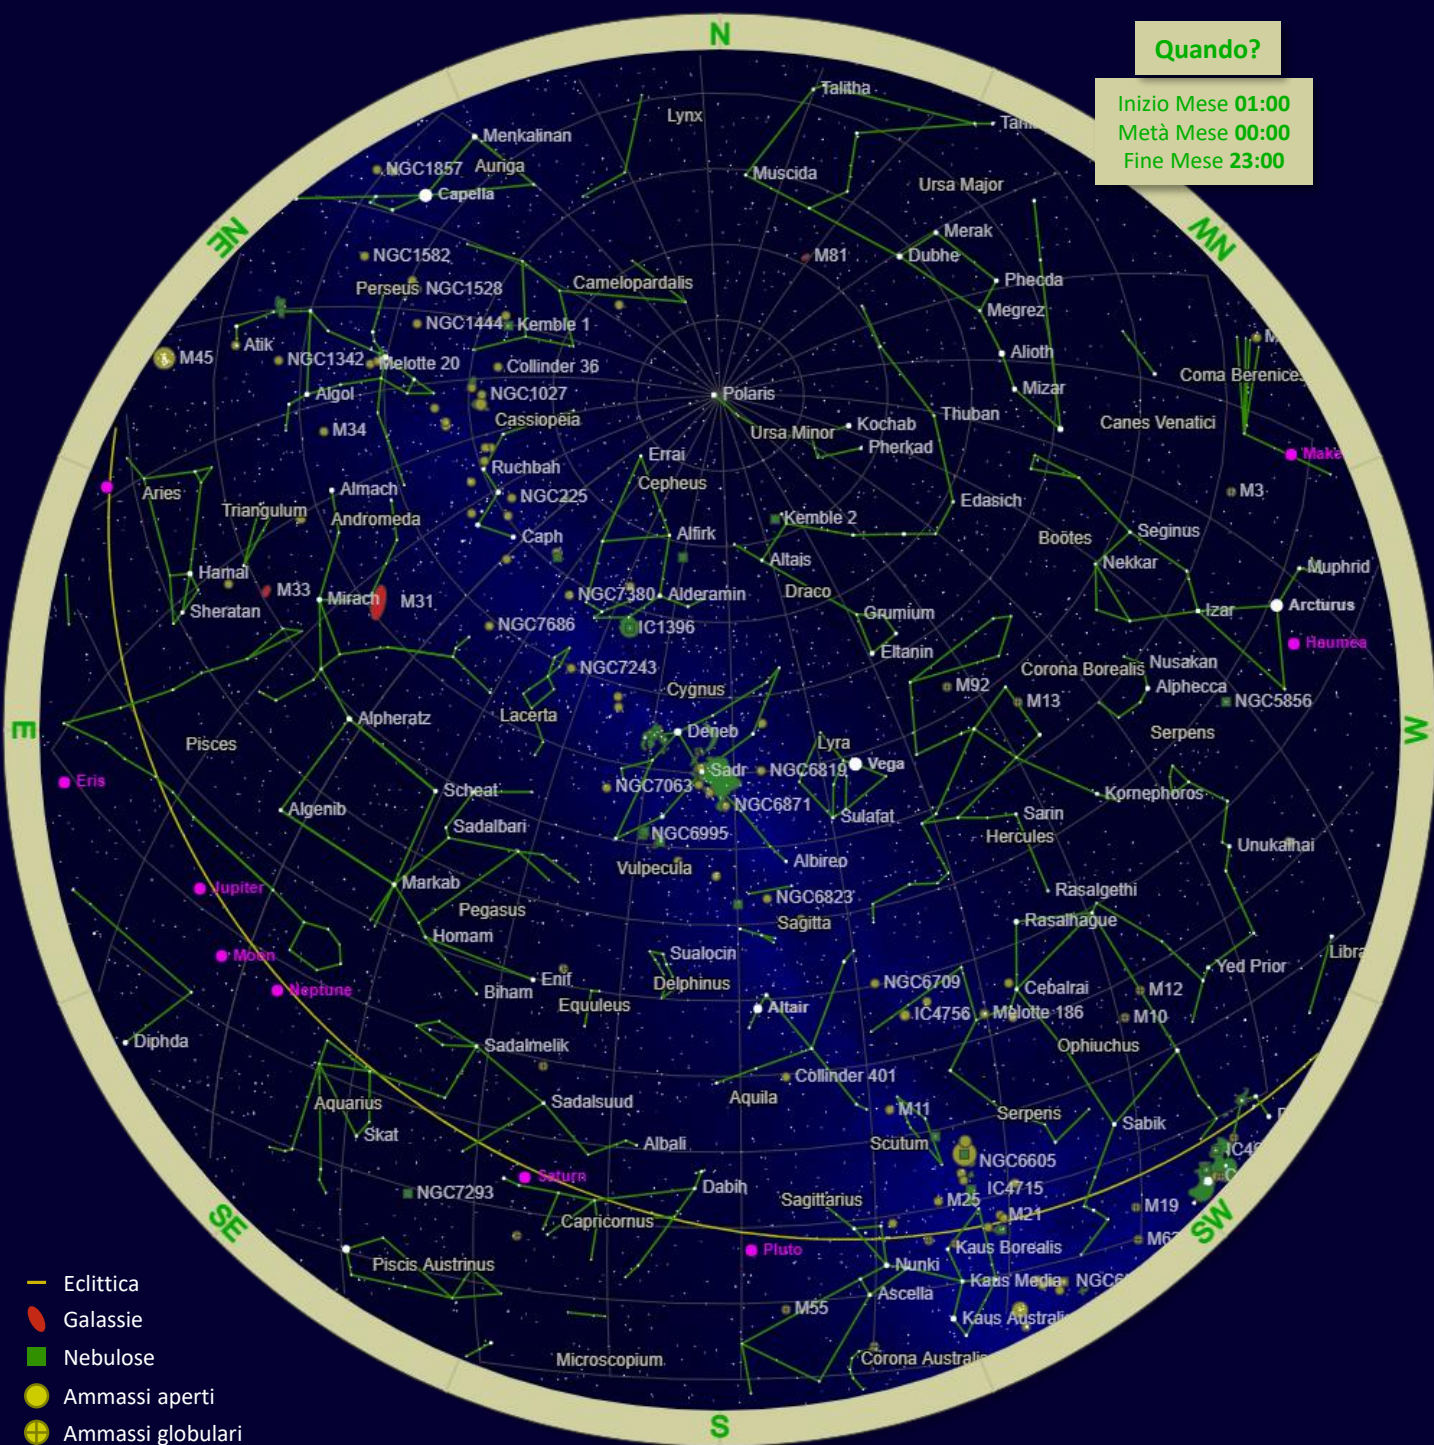 N
Quando?
Inizio Mese 01:00
Metà Mese 00:00
Fine Mese 23:00
Talitha
Lynx
Menkalinan
NGC1857
Auriga
Muscida
Ursa Major
Capella
NE
NW
Merak
NGC1582
M81
Dubhe
Perseus
NGC1528
Camelopardalis
Phecda
NGC1444
Kemble 1
Megrez
Atik
M45
NGC1342
Melotte 20
Collinder 36
Alioth
Coma Berenices
Algol
NGC1027
Polaris
Mizar
Cassiopeia
Thuban
M34
Ursa Minor
Kochab
Canes Venatici
Pherkad
Errai
Make
Ruchbah
Cepheus
Aries
Almach
NGC225
M3
Triangulum
Andromeda
Kemble 2
Edasich
Caph
Alfirk
Boötes
Seginus
Hamal
Altais
Nekkar
Muphrid
M33
Mirach
M31
NGC7380
Alderamin
Draco
Sheratan
Grumium
Izar
Arcturus
NGC7686
IC1396
Haumea
Eltanin
NGC7243
Corona Borealis
Nusakan
Cygnus
M92
M13
Alphecca
NGC5856
Lacerta
Alpheratz
E
W
Deneb
Serpens
Pisces
Lyra
Sadr
NGC6819
Vega
Eris
NGC7063
Scheat
Kornephoros
Algenib
NGC6871
Sulafat
Sarin
Sadalbari
NGC6995
Hercules
Unukalhai
Albireo
Vulpecula
Markab
Jupiter
NGC6823
Rasalgethi
Pegasus
Sagitta
Rasalhague
Homam
Moon
Sualocin
Libra
Yed Prior
Enif
Delphinus
NGC6709
Cebalrai
Neptune
Biham
Equuleus
Altair
M12
IC4756
Melotte 186
M10
Diphda
Sadalmelik
Ophiuchus
Collinder 401
Aquarius
Sadalsuud
Aquila
M11
Serpens
Skat
Albali
Scutum
Sabik
NGC6605
Saturn
Dabih
NGC7293
Sagittarius
M25
IC4715
M19
Capricornus
M21
SE
SW
Pluto
Kaus Borealis
Piscis Austrinus
Nunki
Kaus Media
Ascella
M55
Kaus Australis
Microscopium
Corona Australis
S
Eclittica
Galassie
Nebulose
Ammassi aperti
Ammassi globulari